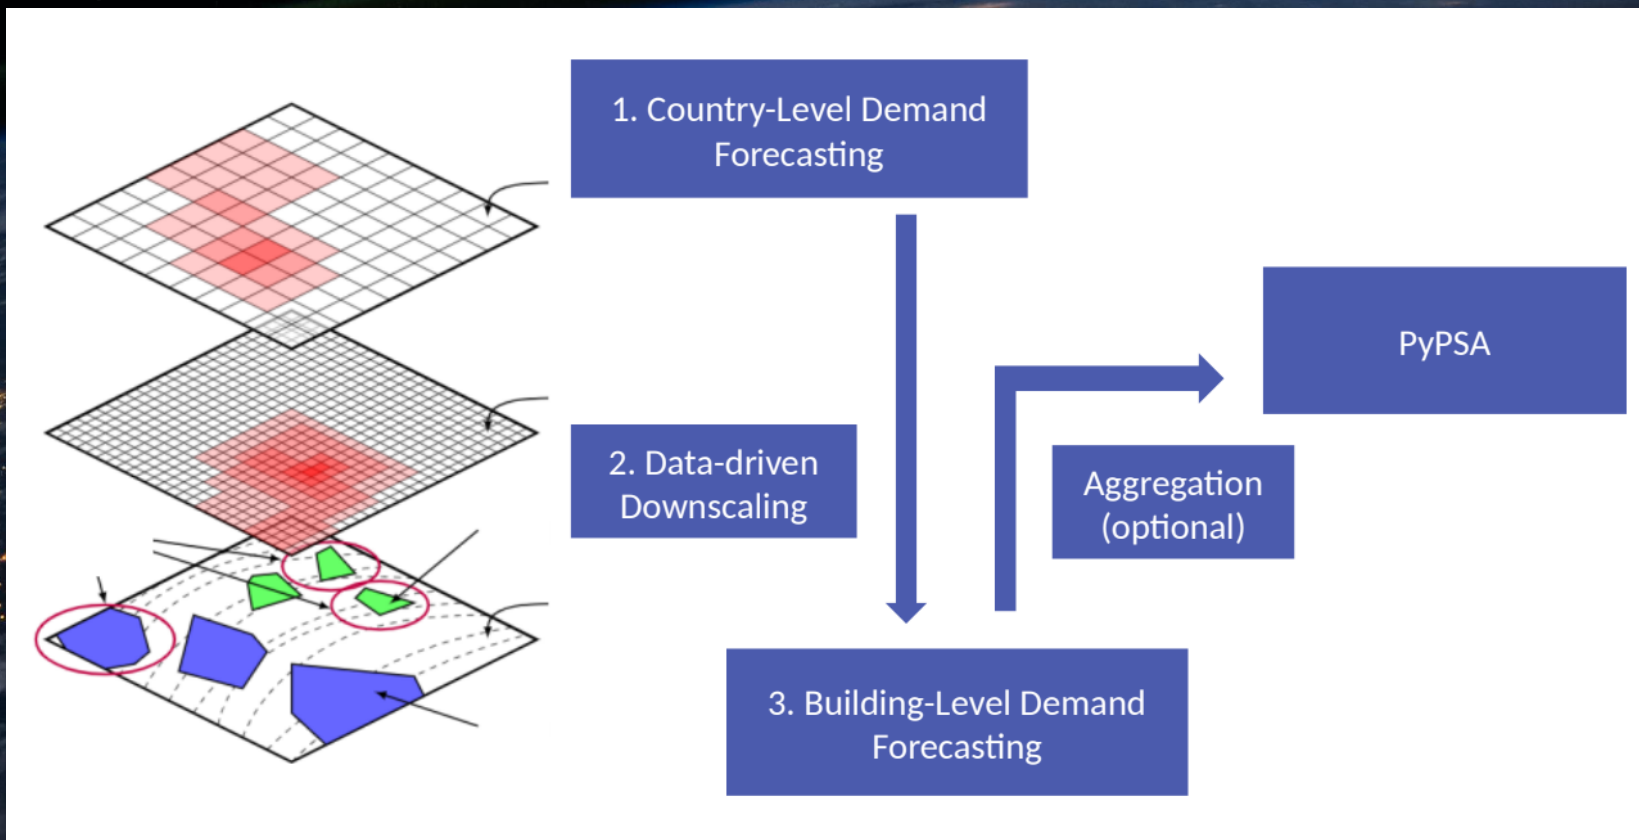 1. Country-Level Demand
Forecasting
PyPSA
2. Data-driven
Downscaling
Aggregation
(optional)
3. Building-Level Demand
Forecasting